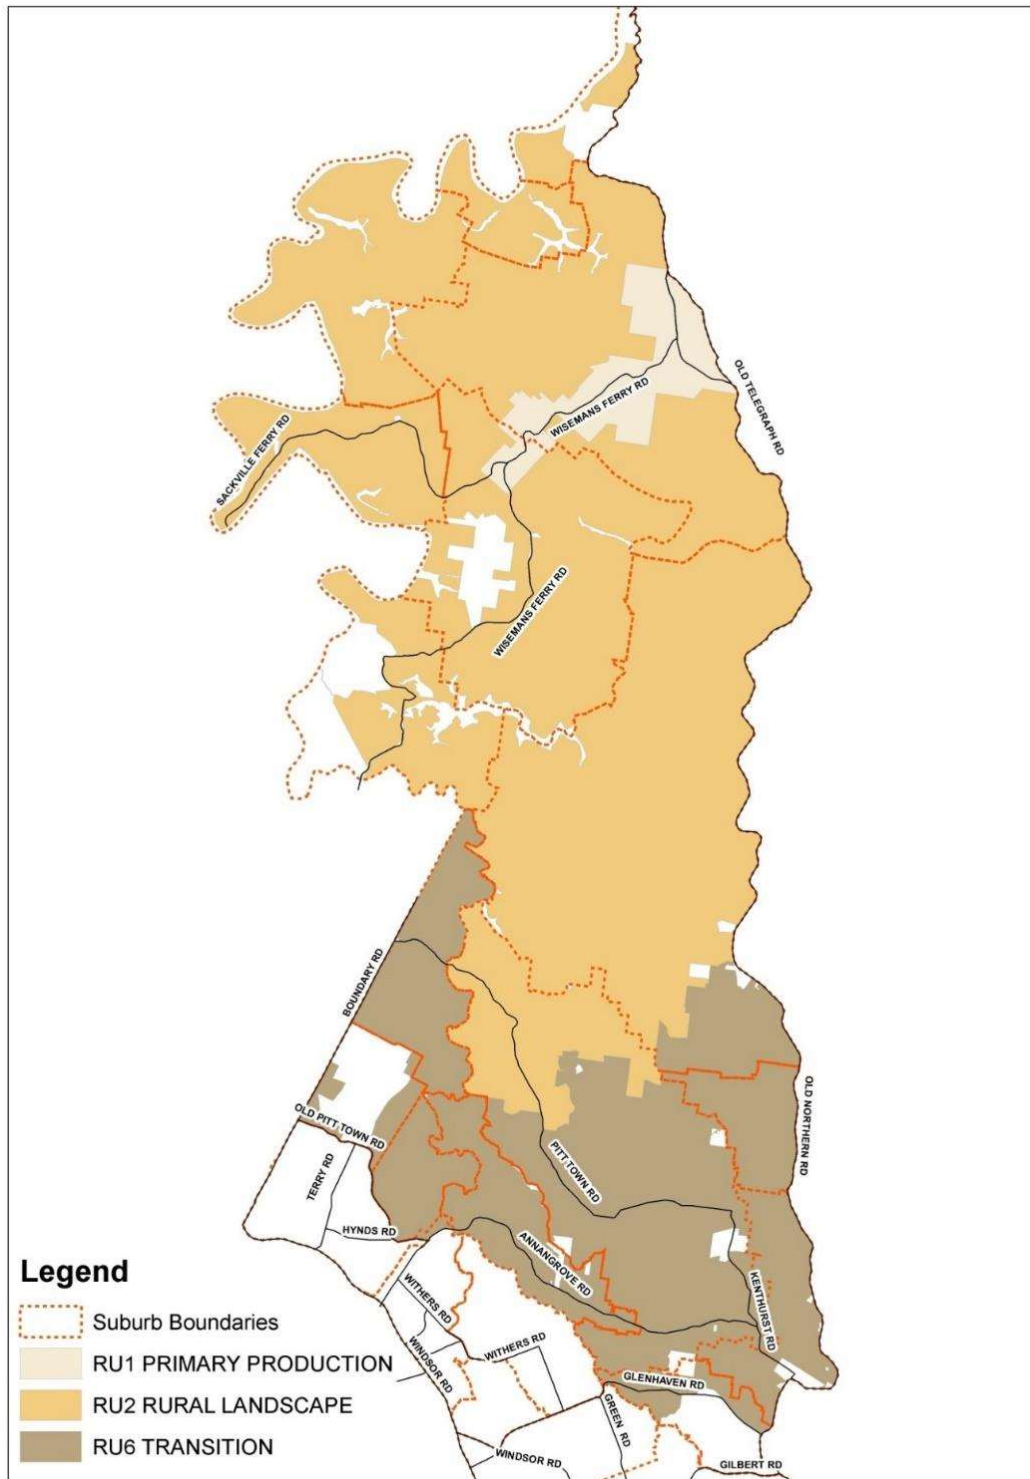 WISEMANS FERRY RD
OLD TELEGRAPH RD
SACKVILLE FERRY RD
WISEMANS FERRY RD
BOUNDARY RD
OLD NORTHERN RD
OLD PITT TOWN RD
PITT TOWN RD
TERRY RD
HYNDS RD
ANNANGROVE RD
KENTHURST RD
WITHERS RD
WINDSOR RD
WITHERS RD
GLENHAVEN RD
GREEN RD
WINDSOR RD
GILBERT RD
Legend
Suburb Boundaries
RU1 PRIMARY PRODUCTION
RU2 RURAL LANDSCAPE
RU6 TRANSITION